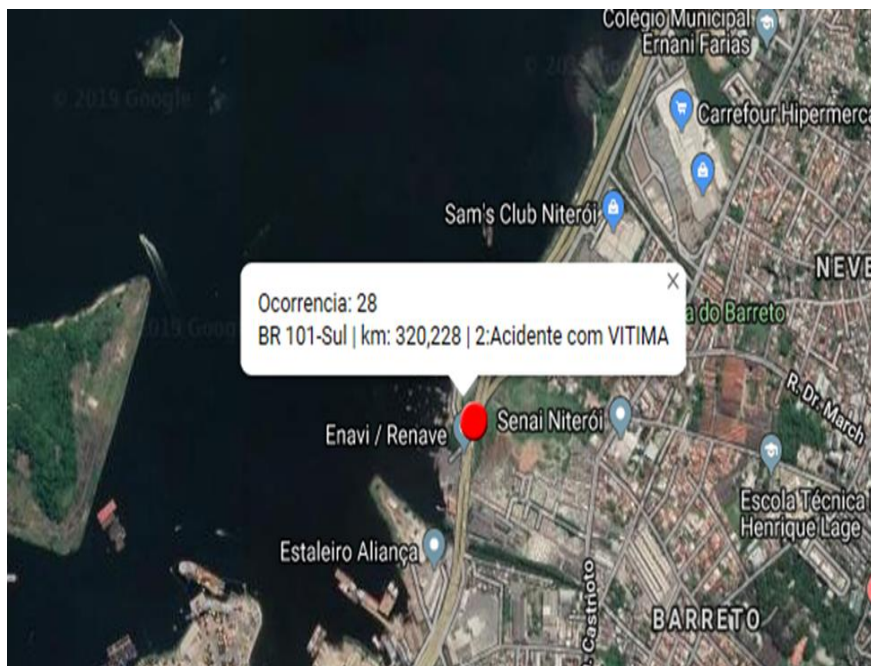 Colégio Municipal
Ernani Farias
© 2019 Google
Carrefour Hipermerca
Sam's Club Niterói
NEVE
Ocorrencia: 28
BR 101-Sul | km: 320,228 | 2:Acidente com VITIMA
a do Barreto
R. Dr. March
Enavi / Renave
Senai Niterói
Escola Técnica
Henrique Lage
Estaleiro Aliança
. Castrioto
BARRETO